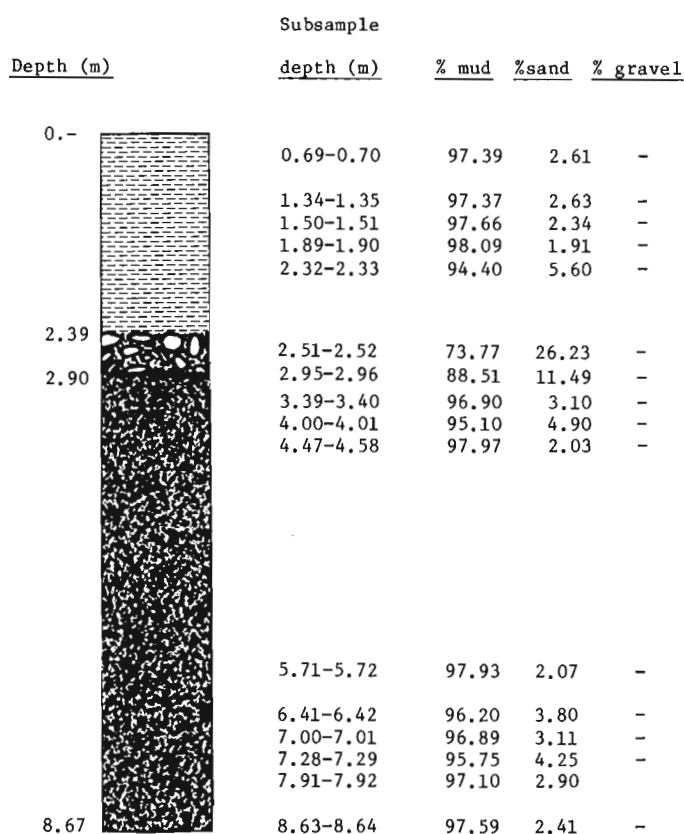 Subsample
Depth (m) depth (m) % mud %sand % gravel
0.-
0.69-0.70 97.39 2.61 -
1.34-1.35 97.37 2.63 -
1.50-1.51 97.66 2.34 -
1.89-1.90 98.09 1.91 -
2.32-2.33 94.40 5.60 -
2.39
2.51-2.52 73.77 26.23 -
2.90 2.95-2.96 88.51 11.49 -
3.39-3.40 96.90 3.10 -
4.00-4.01 95.10 4.90 -
4.47-4.58 97.97 2.03 -
5.71-5.72 97.93 2.07 -
6.41-6.42 96.20 3.80 -
7.00-7.01 96.89 3.11 -
7.28-7.29 95.75 4.25 -
7.91-7.92 97.10 2.90
8.67 8.63-8.64 97.59 2.41 -